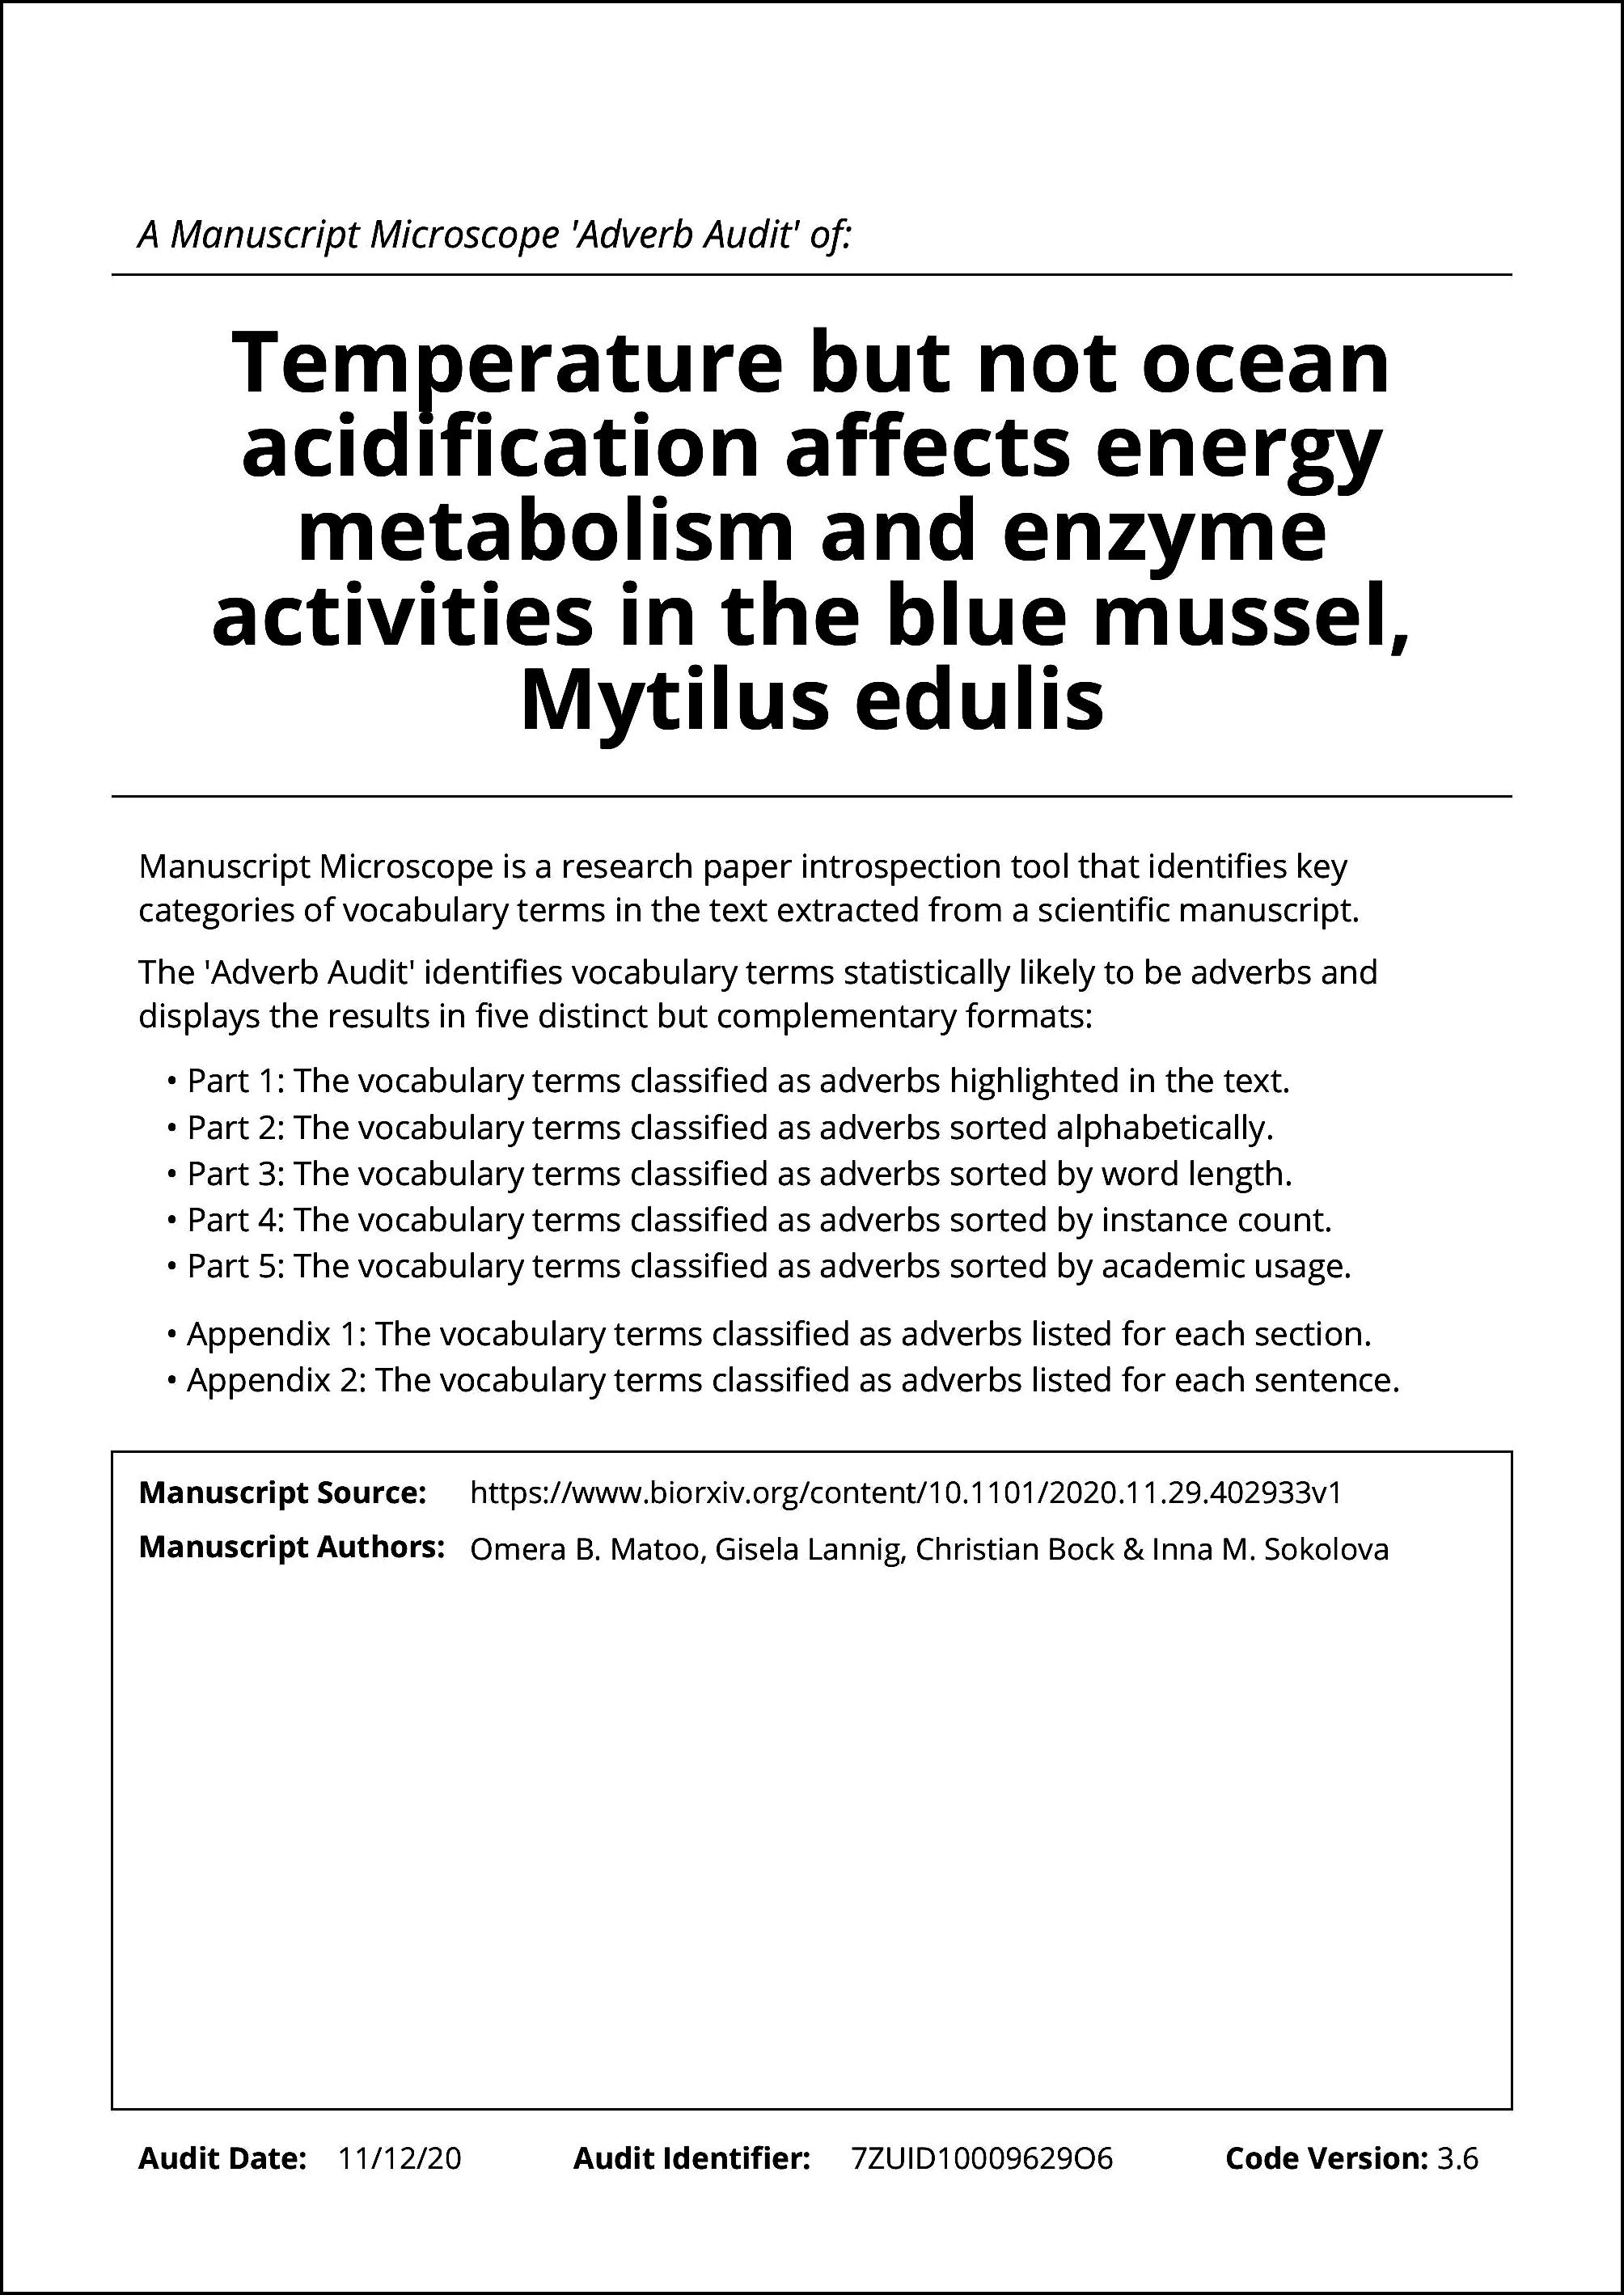 A Manuscript Microscope 'Adverb Audit' of:
Temperature but not ocean
acidification affects energy
metabolism and enzyme
activities in the blue mussel,
Mytilus edulis
Manuscript Microscope is a research paper introspection tool that identifies key
categories of vocabulary terms in the text extracted from a scientific manuscript.
The 'Adverb Audit' identifies vocabulary terms statistically likely to be adverbs and
displays the results in five distinct but complementary formats:
• Part 1: The vocabulary terms classified as adverbs highlighted in the text.
• Part 2: The vocabulary terms classified as adverbs sorted alphabetically.
• Part 3: The vocabulary terms classified as adverbs sorted by word length.
• Part 4: The vocabulary terms classified as adverbs sorted by instance count.
• Part 5: The vocabulary terms classified as adverbs sorted by academic usage.
• Appendix 1: The vocabulary terms classified as adverbs listed for each section.
• Appendix 2: The vocabulary terms classified as adverbs listed for each sentence.
Manuscript Source: https://www.biorxiv.org/content/10.1101/2020.11.29.402933v1
Manuscript Authors: Omera B. Matoo, Gisela Lannig, Christian Bock & Inna M. Sokolova
Audit Date: 11/12/20 Audit Identifier: 7ZUID10009629O6 Code Version: 3.6